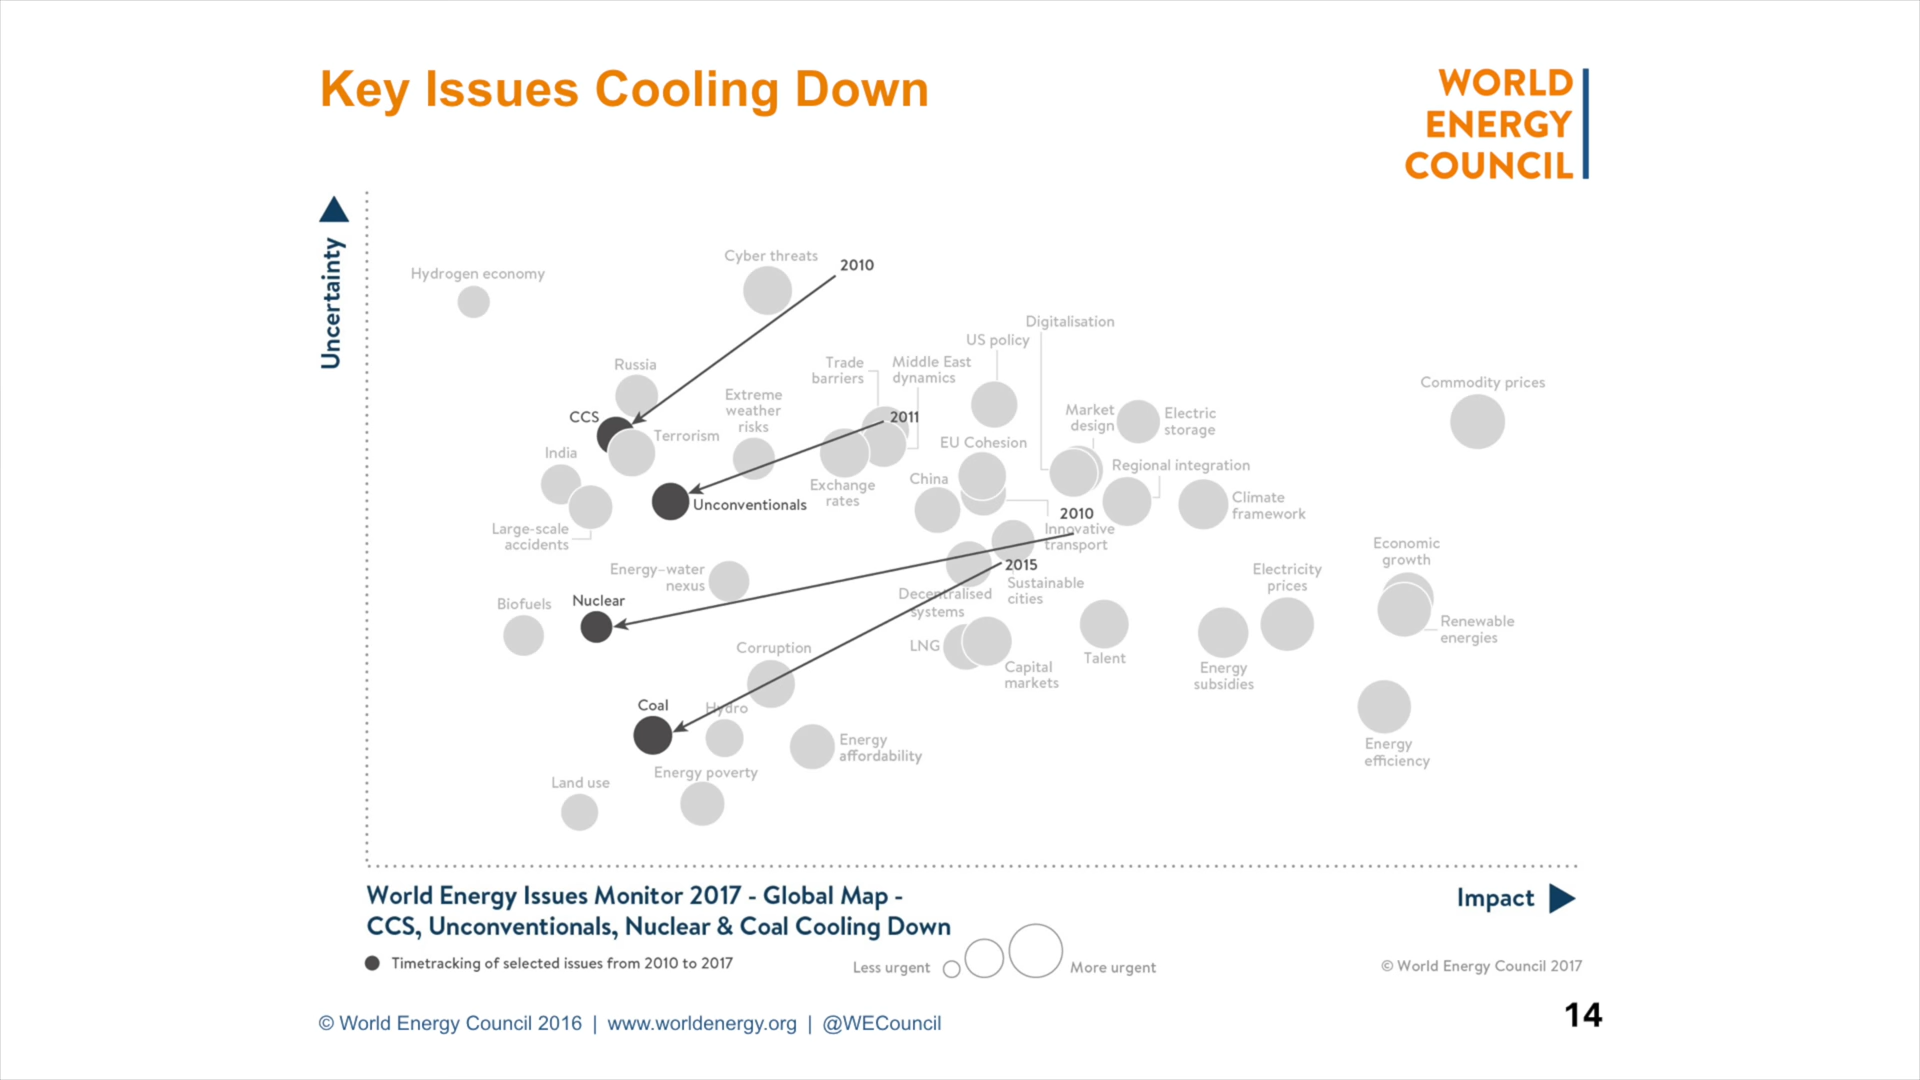 Key Issues Cooling Down
WORLD
ENERGY
COUNCIL
Uncertainty
Hydrogen economy
Cyber threats
2010
Digitalisation
US policy
Russia
Trade
barriers
Middle East
dynamics
Commodity prices
Extreme
weather
risks
CCS
2011
Market
design
Electric
storage
Terrorism
India
EU Cohesion
Regional integration
China
Exchange
rates
Unconventionals
Climate
framework
2010
Innovative
transport
Large-scale
accidents
Economic
growth
Energy-water
nexus
2015
Electricity
prices
Sustainable
cities
Decentralised
systems
Biofuels
Nuclear
Renewable
energies
Corruption
LNG
Capital
markets
Talent
Energy
subsidies
Coal
Hydro
Energy
affordability
Energy
efficiency
Energy poverty
Land use
World Energy Issues Monitor 2017 - Global Map -
CCS, Unconventionals, Nuclear & Coal Cooling Down
Impact
Timetracking of selected issues from 2010 to 2017
Less urgent
More urgent
© World Energy Council 2017
© World Energy Council 2016 | www.worldenergy.org | @WECouncil
14